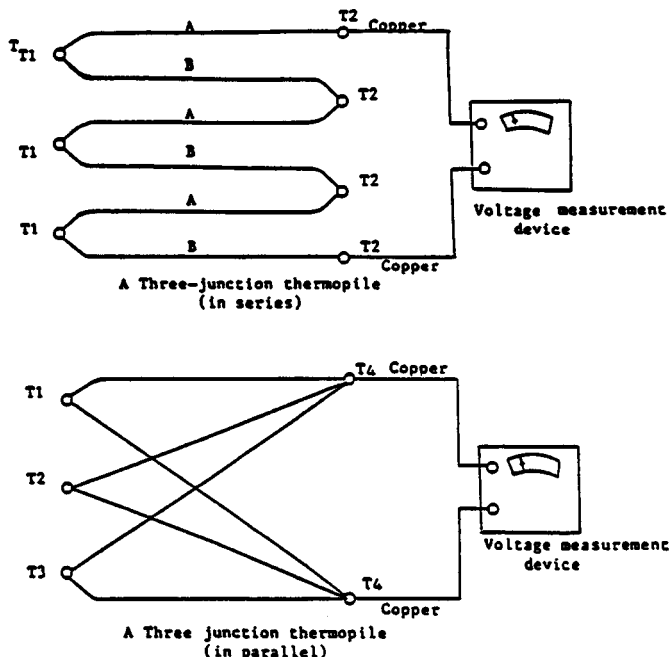 A
T2
Copper
T
T1
B
T2
A
T1
B
T2
A
T1
Voltage measurement
device
B
T2
Copper
A Three-junction thermopile
(in series)
T4 Copper
T1
T2
T3
Voltage measurement
device
T4
Copper
A Three junction thermopile
(in parallel)